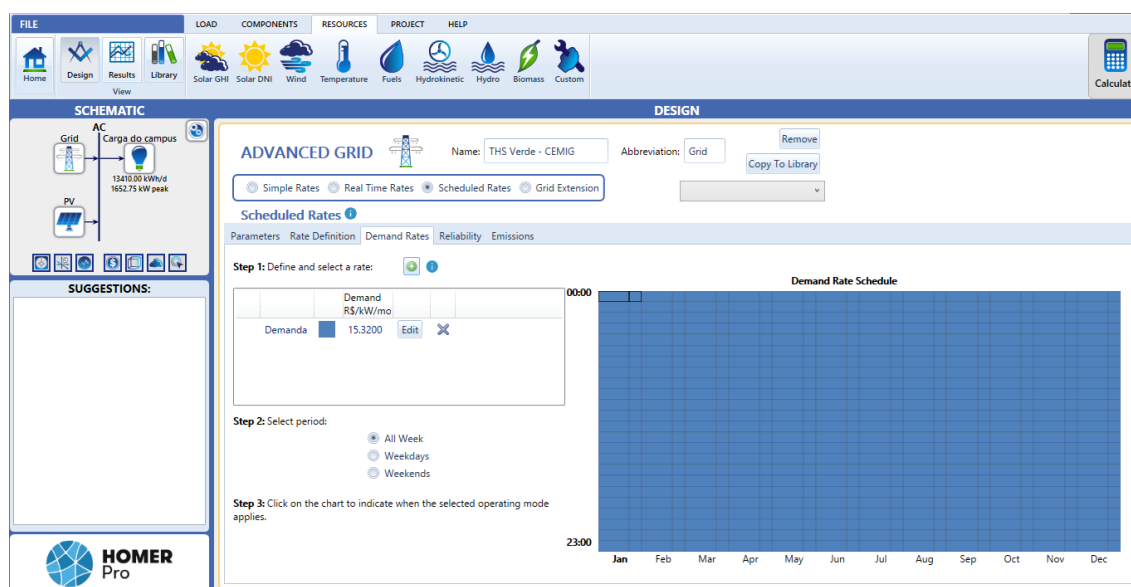 FILE
LOAD COMPONENTS RESOURCES PROJECT HELP
Home
Design Results Library
View
Solar GHI Solar DNI Wind Temperature Fuels Hydrokinetic Hydro Biomass Custom
Calculat
SCHEMATIC
DESIGN
AC
Grid Carga do campus
13410.00 kWh/d
1652.75 kW peak
PV
SUGGESTIONS:
HOMER
Pro
ADVANCED GRID
Name: THS Verde - CEMIG
Abbreviation: Grid
Remove
Copy To Library
Simple Rates Real Time Rates Scheduled Rates Grid Extension
Scheduled Rates
Parameters Rate Definition Demand Rates Reliability Emissions
Step 1: Define and select a rate:
Demand
R$/kW/mo
Demanda 15.3200 Edit
Step 2: Select period:
All Week
Weekdays
Weekends
Step 3: Click on the chart to indicate when the selected operating mode
applies.
Demand Rate Schedule
00:00
23:00
Jan Feb Mar Apr May Jun Jul Aug Sep Oct Nov Dec